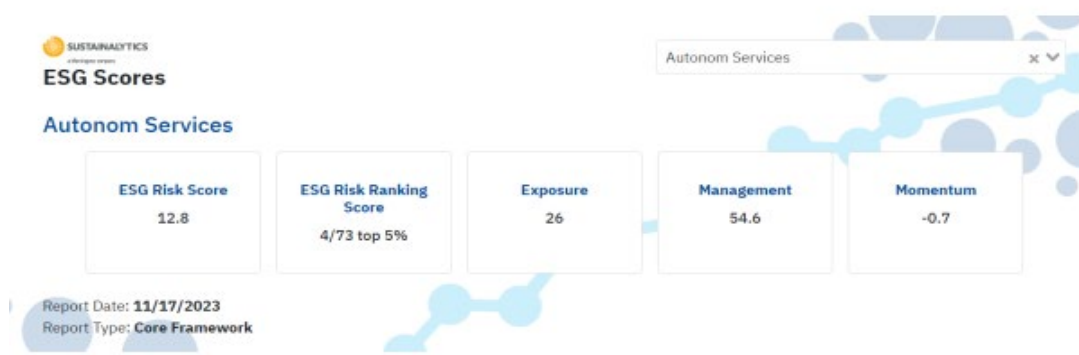 SUSTAINALYTICS
ESG Scores
Autonom Services
Autonom Services
ESG Risk Score
12.8
ESG Risk Ranking
Score
4/73 top 5%
Exposure
26
Management
54.6
Momentum
-0.7
Report Date: 11/17/2023
Report Type: Core Framework